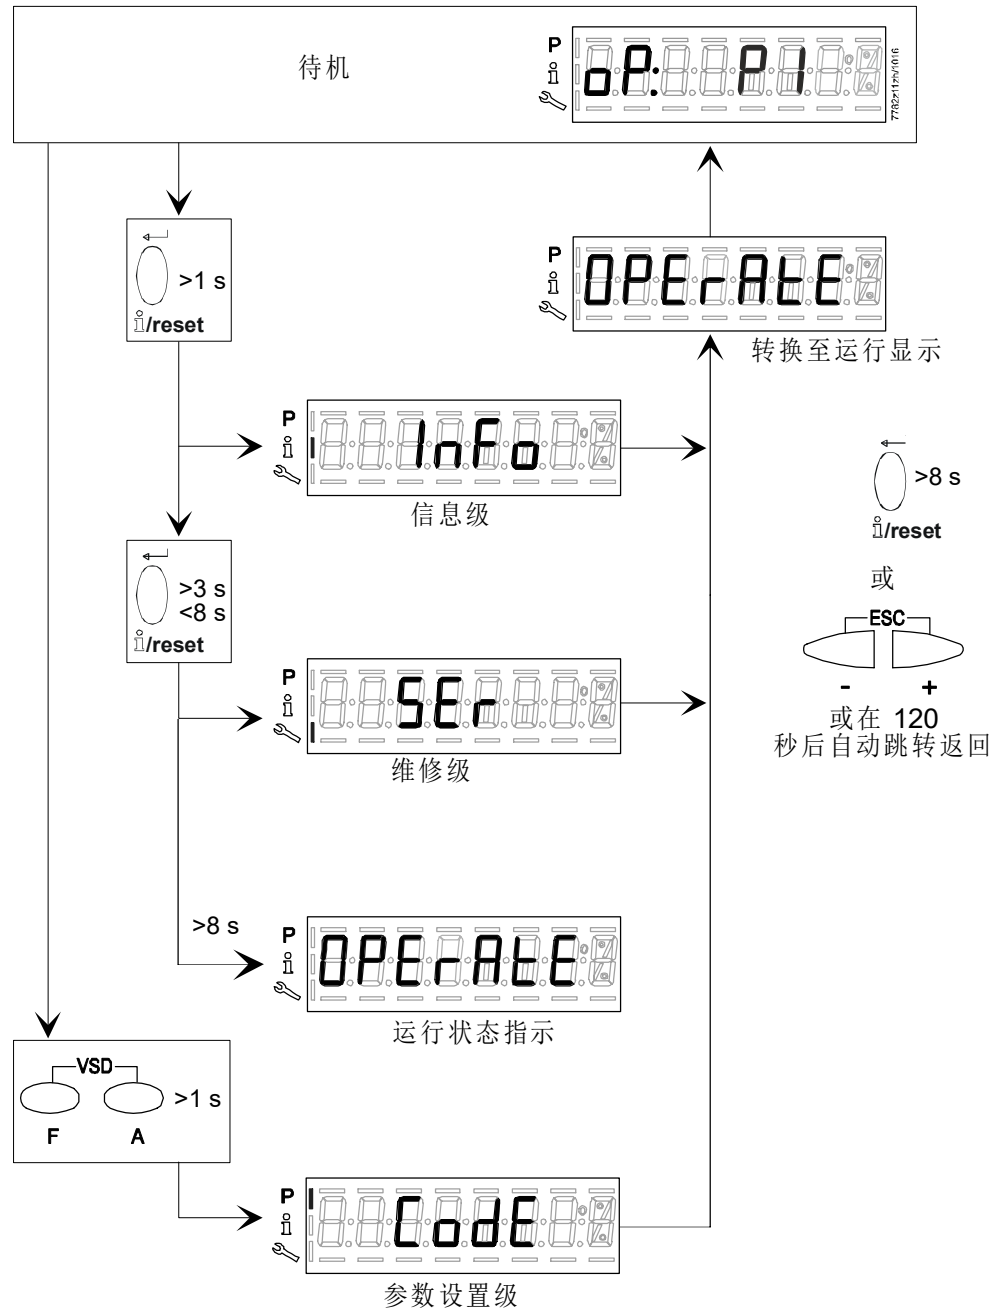 待机
P
oP: P1
7782z11zh/1016
>1 s
i/reset
P
OPErAtE
转换至运行显示
P
InFo
信息级
>8 s
i/reset
>3 s
<8 s
i/reset
或
ESC
- +
或在 120
秒后自动跳转返回
P
SEr
维修级
>8 s
P
OPErAtE
运行状态指示
VSD
>1 s
F A
P
CodE
参数设置级